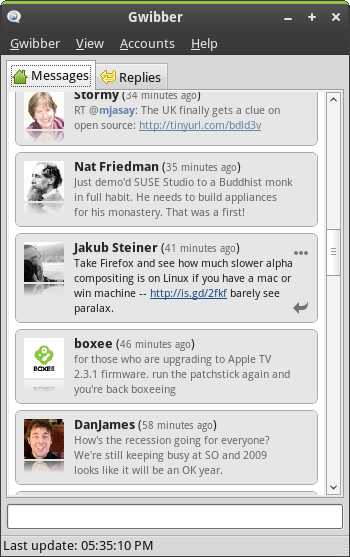 Gwibber
Gwibber View Accounts Help
Messages Replies
Stormy (34 minutes ago)
RT @mjasay: The UK finally gets a clue on
open source: http://tinyurl.com/bdld3v
Nat Friedman (35 minutes ago)
Just demo'd SUSE Studio to a Buddhist monk
in full habit. He needs to build appliances
for his monastery. That was a first!
Jakub Steiner (41 minutes ago)
Take Firefox and see how much slower alpha
compositing is on Linux if you have a mac or
win machine -- http://is.gd/2fkf barely see
paralax.
boxee (46 minutes ago)
for those who are upgrading to Apple TV
2.3.1 firmware. run the patchstick again and
you're back boxeeing
BOXEE
DanJames (58 minutes ago)
How's the recession going for everyone?
We're still keeping busy at SO and 2009
looks like it will be an OK year.
Last update: 05:35:10 PM